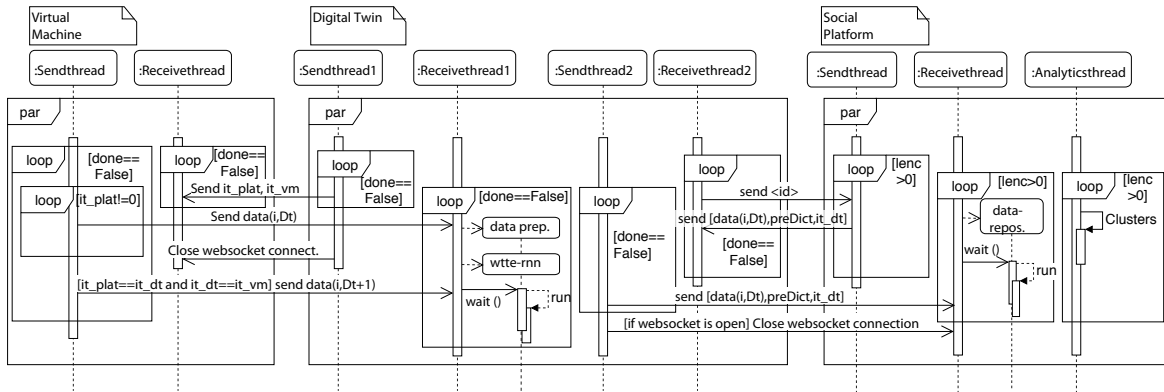 Virtual
Machine
Digital Twin
Social
Platform
:Sendthread
:Receivethread
:Sendthread1
:Receivethread1
:Sendthread2
:Receivethread2
:Sendthread
:Receivethread
:Analyticsthread
par
par
par
loop
[done==
False]
loop
[done==
False]
loop
[done==
False]
loop
[lenc
>0]
loop
loop
[lenc>0]
loop
[lenc
>0]
loop
[it_plat!=0]
Send it_plat, it_vm
loop
[done==False]
loop
[done==
False]
send <id>
data-
repos.
Send data(i,Dt)
data prep.
send [data(i,Dt),preDict,it_dt]
Clusters
[done==
False]
Close websocket connect.
wtte-rnn
wait ()
run
[it_plat==it_dt and it_dt==it_vm] send data(i,Dt+1)
wait ()
run
send [data(i,Dt),preDict,it_dt]
[if websocket is open] Close websocket connection